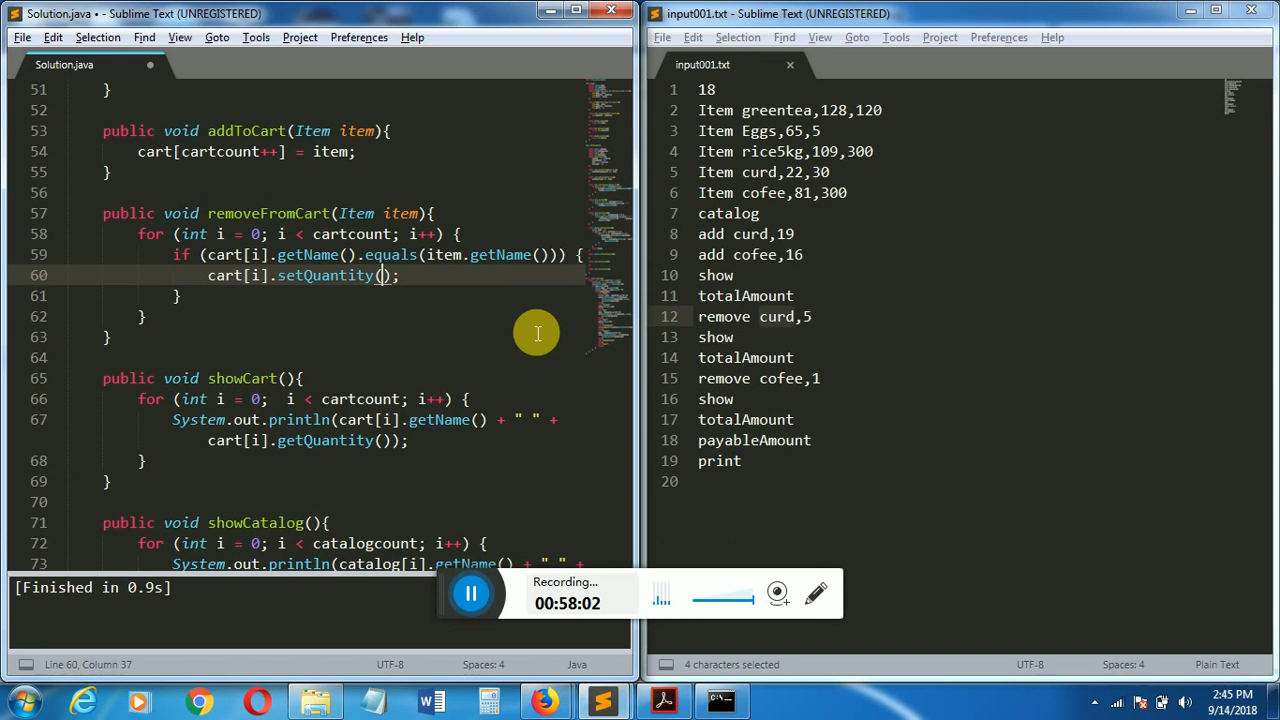 Solution.java • - Sublime Text (UNREGISTERED)
File Edit Selection Find View Goto Tools Project Preferences Help
Solution.java
51 }
52
53 public void addToCart(Item item){
54 cart[cartcount++] = item;
55 }
56
57 public void removeFromCart(Item item){
58 for (int i = 0; i < cartcount; i++) {
59 if (cart[i].getName().equals(item.getName())) {
60 cart[i].setQuantity();
61 }
62 }
63 }
64
65 public void showCart(){
66 for (int i = 0;  i < cartcount; i++) {
67 System.out.println(cart[i].getName() + " " +
cart[i].getQuantity());
68 }
69 }
70
71 public void showCatalog(){
72 for (int i = 0; i < catalogcount; i++) {
73 System.out.println(catalog[i].getName() + " " +
[Finished in 0.9s]
Line 60, Column 37 UTF-8 Spaces: 4 Java
input001.txt - Sublime Text (UNREGISTERED)
File Edit Selection Find View Goto Tools Project Preferences Help
input001.txt ×
1 18
2 Item greentea,128,120
3 Item Eggs,65,5
4 Item rice5kg,109,300
5 Item curd,22,30
6 Item cofee,81,300
7 catalog
8 add curd,19
9 add cofee,16
10 show
11 totalAmount
12 remove curd,5
13 show
14 totalAmount
15 remove cofee,1
16 show
17 totalAmount
18 payableAmount
19 print
20
4 characters selected UTF-8 Spaces: 4 Plain Text
Recording...
00:58:02
2:45 PM
9/14/2018